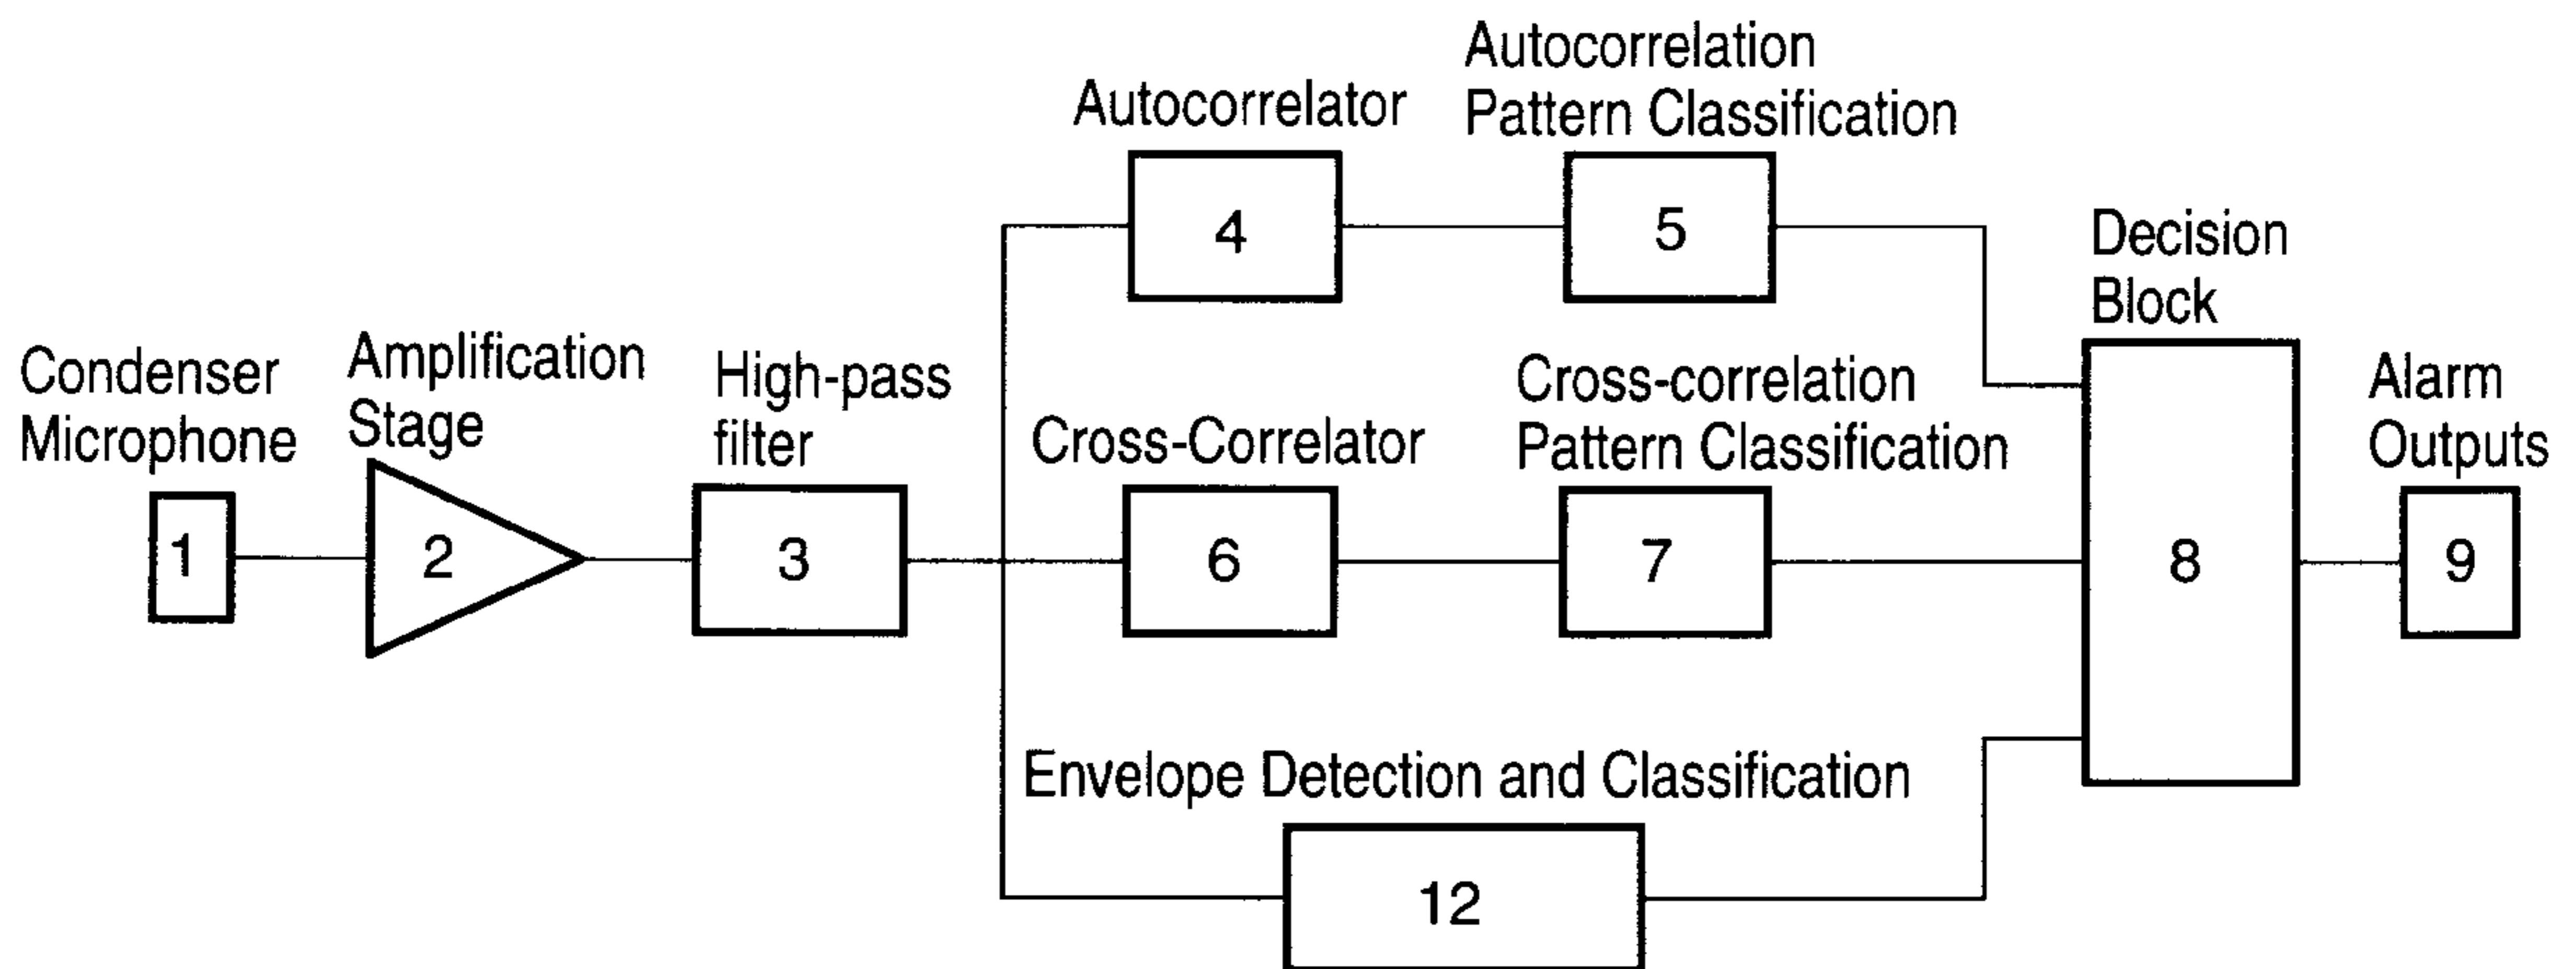 Autocorrelator
Autocorrelation
Pattern Classification
4
5
Decision
Block
Condenser
Microphone
Amplification
Stage
High-pass
filter
Cross-Correlator
Cross-correlation
Pattern Classification
Alarm
Outputs
1
2
3
6
7
8
9
Envelope Detection and Classification
12